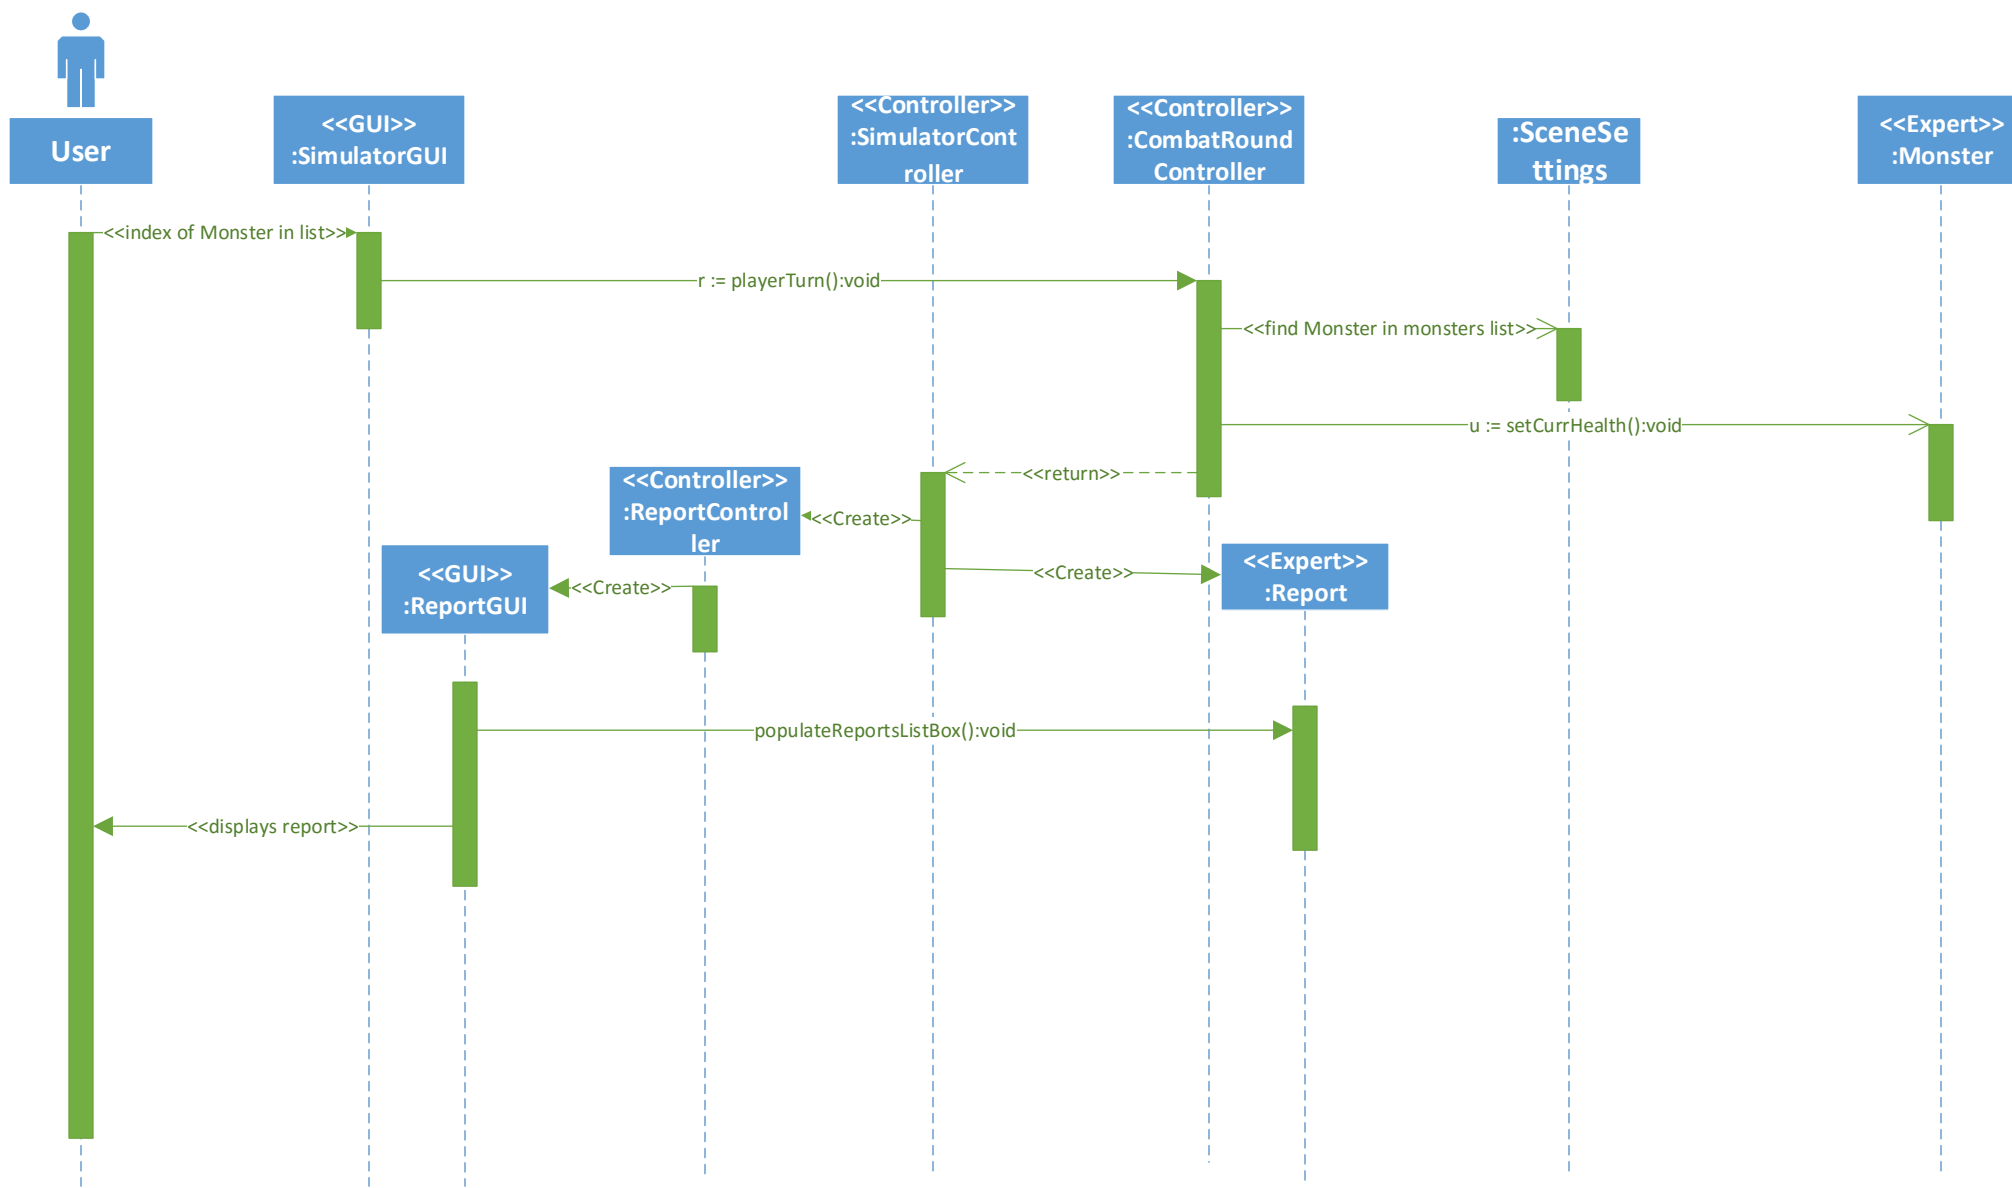 User
<<GUI>>
:SimulatorGUI
<<Controller>>
:SimulatorCont
roller
<<Controller>>
:CombatRound
Controller
:SceneSe
ttings
<<Expert>>
:Monster
<<index of Monster in list>>
r := playerTurn():void
<<find Monster in monsters list>>
u := setCurrHealth():void
<<return>>
<<Controller>>
:ReportControl
ler
<<Create>>
<<GUI>>
:ReportGUI
<<Create>>
<<Create>>
<<Expert>>
:Report
populateReportsListBox():void
<<displays report>>